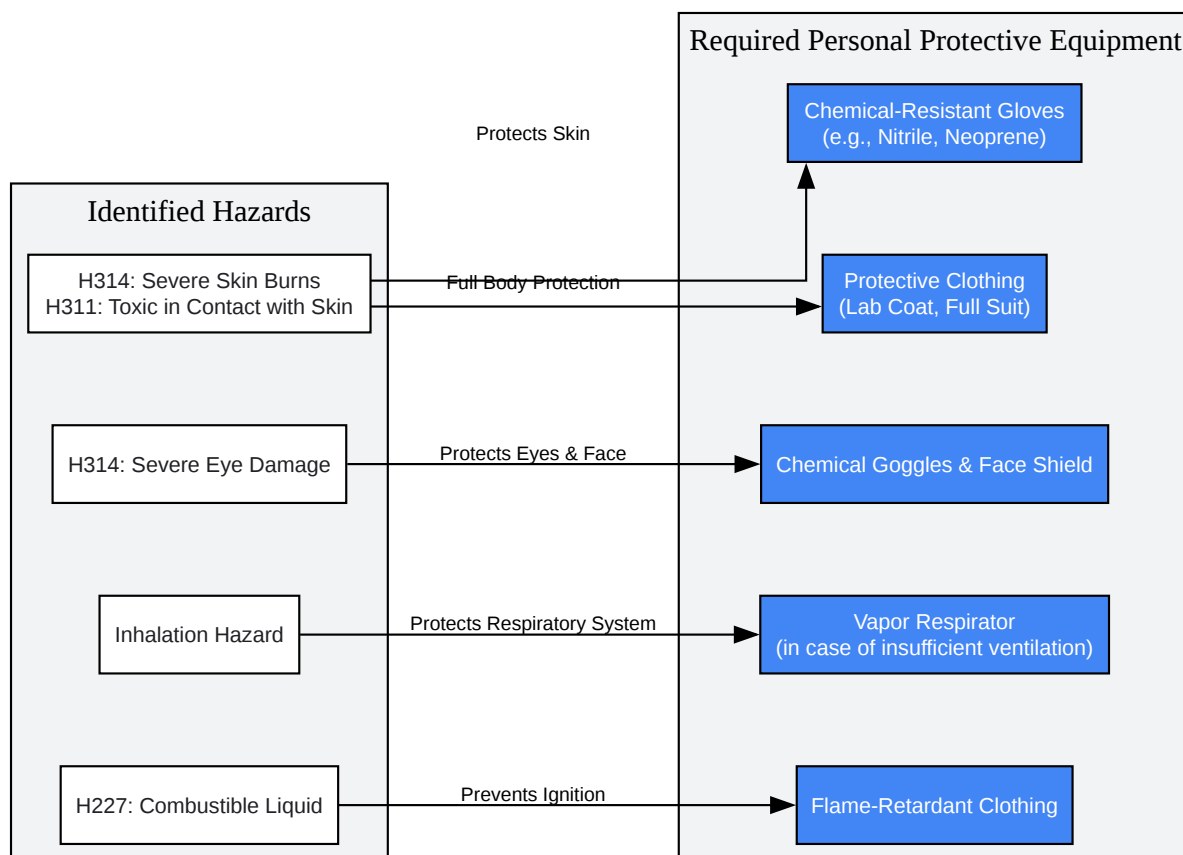 Required Personal Protective Equipment
Chemical-Resistant Gloves
(e.g., Nitrile, Neoprene)
Protects Skin
Identified Hazards
H314: Severe Skin Burns
H311: Toxic in Contact with Skin
Full Body Protection
Protective Clothing
(Lab Coat, Full Suit)
H314: Severe Eye Damage
Protects Eyes & Face
Chemical Goggles & Face Shield
Inhalation Hazard
Protects Respiratory System
Vapor Respirator
(in case of insufficient ventilation)
H227: Combustible Liquid
Prevents Ignition
Flame-Retardant Clothing